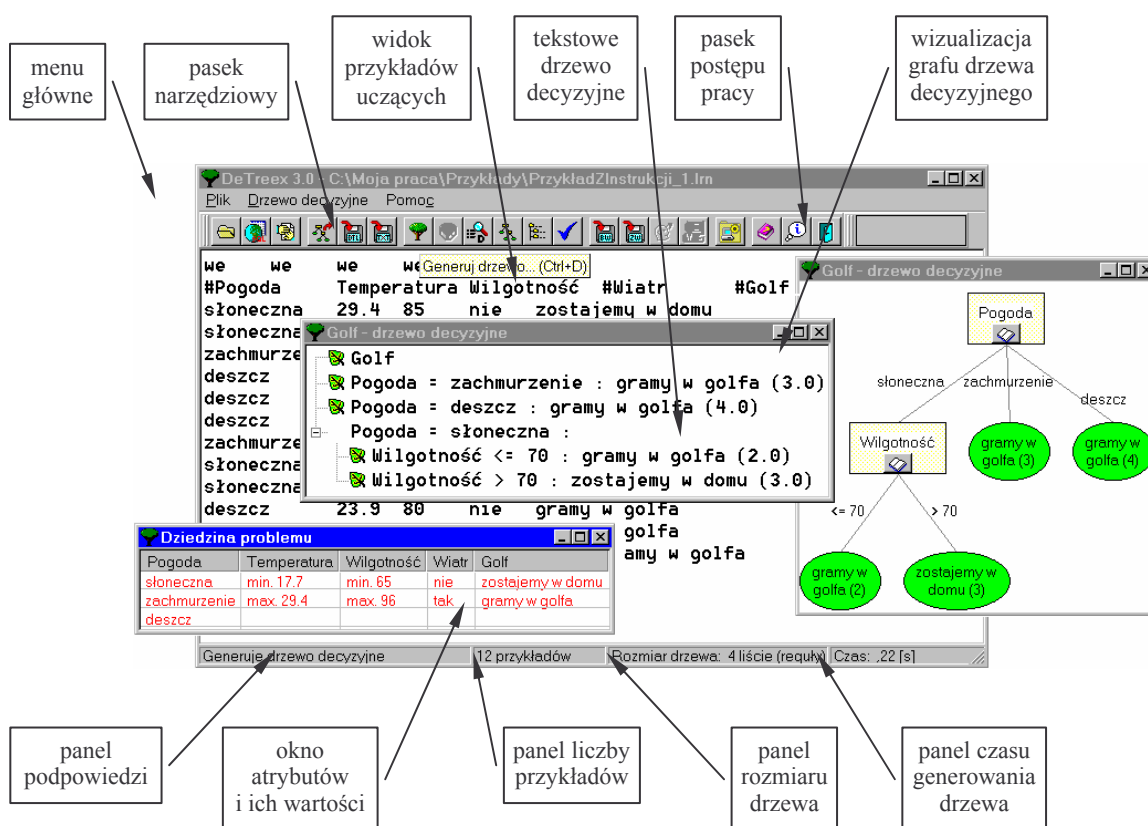 menu
główne
pasek
narzędziowy
widok
przykładów
uczących
tekstowe
drzewo
decyzyjne
pasek
postępu
pracy
wizualizacja
grafu drzewa
decyzyjnego
DeTreex 3.0 - C:\Moja praca\Przykłady\PrzykładZInstrukcji_1.lrn
Plik Drzewo decyzyjne Pomoc
we we we we
Generuj drzewo... (Ctrl+D)
#Pogoda Temperatura Wilgotność #Wiatr #Golf
słoneczna 29.4 85 nie zostajemy w domu
słoneczna
zachmurze
deszcz
deszcz
deszcz
zachmurze
słoneczna
słoneczna
deszcz 23.9 80 nie gramy w golfa
golfa
amy w golfa
Golf - drzewo decyzyjne
Golf
Pogoda = zachmurzenie : gramy w golfa (3.0)
Pogoda = deszcz : gramy w golfa (4.0)
Pogoda = słoneczna :
Wilgotność <= 70 : gramy w golfa (2.0)
Wilgotność > 70 : zostajemy w domu (3.0)
Golf - drzewo decyzyjne
Pogoda
słoneczna zachmurzenie
deszcz
Wilgotność
gramy w
golfa (3)
gramy w
golfa (4)
<= 70 > 70
gramy w
golfa (2)
zostajemy w
domu (3)
Dziedzina problemu
Pogoda Temperatura Wilgotność Wiatr Golf
słoneczna min. 17.7 min. 65 nie zostajemy w domu
zachmurzenie max. 29.4 max. 96 tak gramy w golfa
deszcz
Generuje drzewo decyzyjne 12 przykładów Rozmiar drzewa: 4 liście (reguły) Czas: ,22 [s]
panel
podpowiedzi
okno
atrybutów
i ich wartości
panel liczby
przykładów
panel
rozmiaru
drzewa
panel czasu
generowania
drzewa